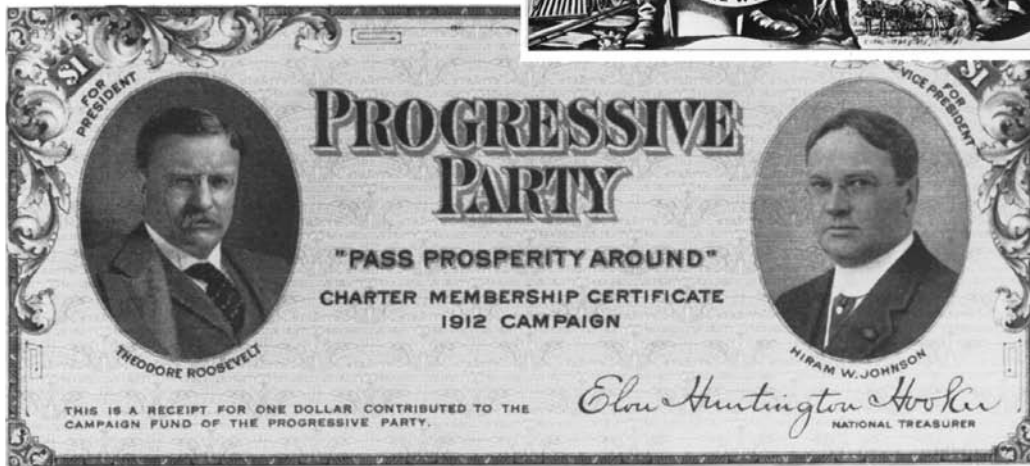 $1
FOR PRESIDENT
THEODORE ROOSEVELT
PROGRESSIVE
PARTY
"PASS PROSPERITY AROUND"
CHARTER MEMBERSHIP CERTIFICATE
1912 CAMPAIGN
$1
FOR VICE PRESIDENT
HIRAM W. JOHNSON
THIS IS A RECEIPT FOR ONE DOLLAR CONTRIBUTED TO THE
CAMPAIGN FUND OF THE PROGRESSIVE PARTY.
Elon Huntington Hooker
NATIONAL TREASURER